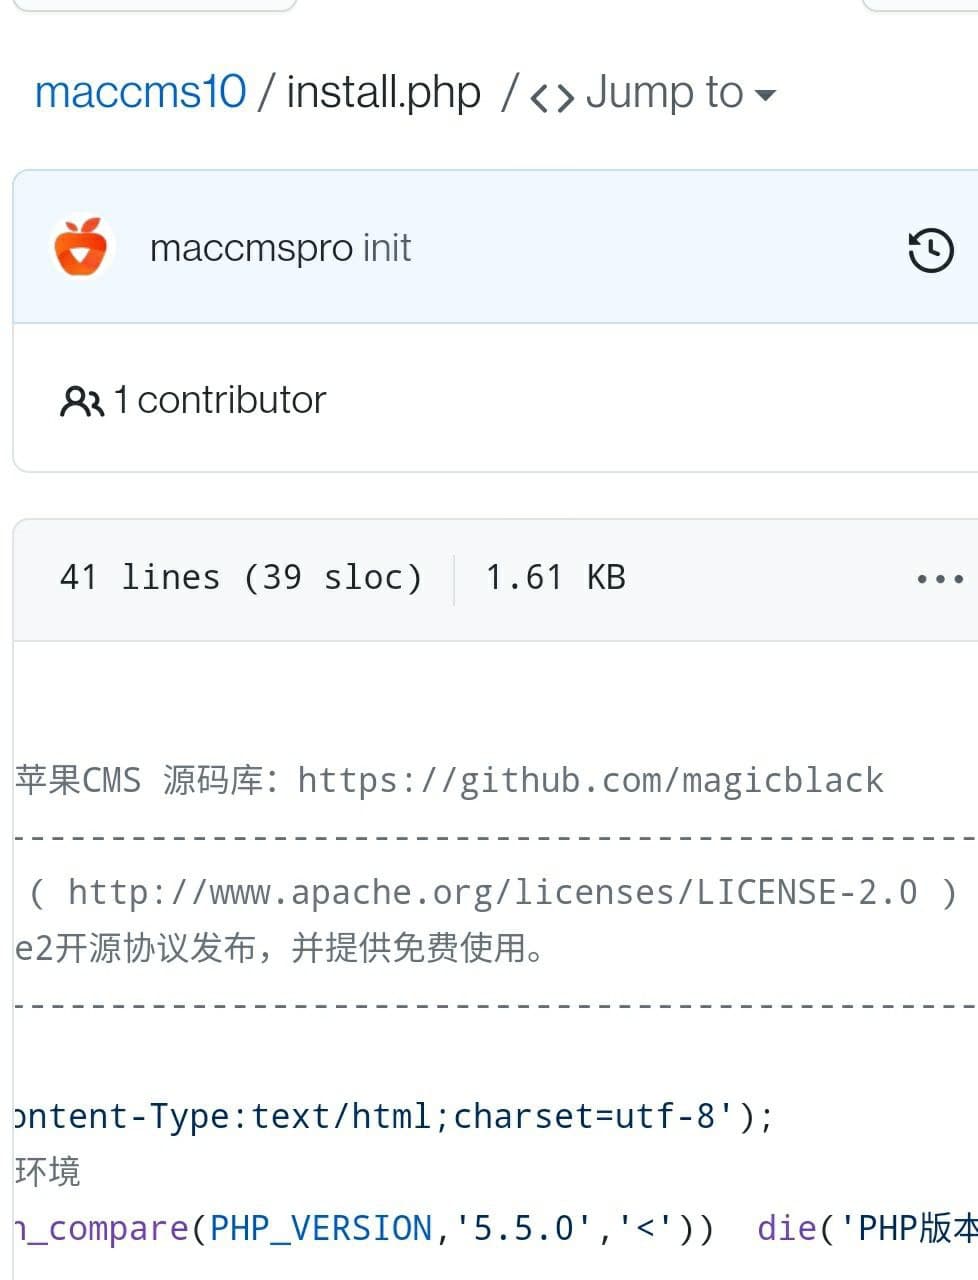 maccms10 / install.php / <> Jump to
maccmspro init
1 contributor
41 lines (39 sloc) 1.61 KB
苹果CMS 源码库：https://github.com/magicblack
---------------------------------------------
( http://www.apache.org/licenses/LICENSE-2.0 )
e2开源协议发布，并提供免费使用。
---------------------------------------------
ontent-Type:text/html;charset=utf-8');
环境
n_compare(PHP_VERSION,'5.5.0','<')) die('PHP版本